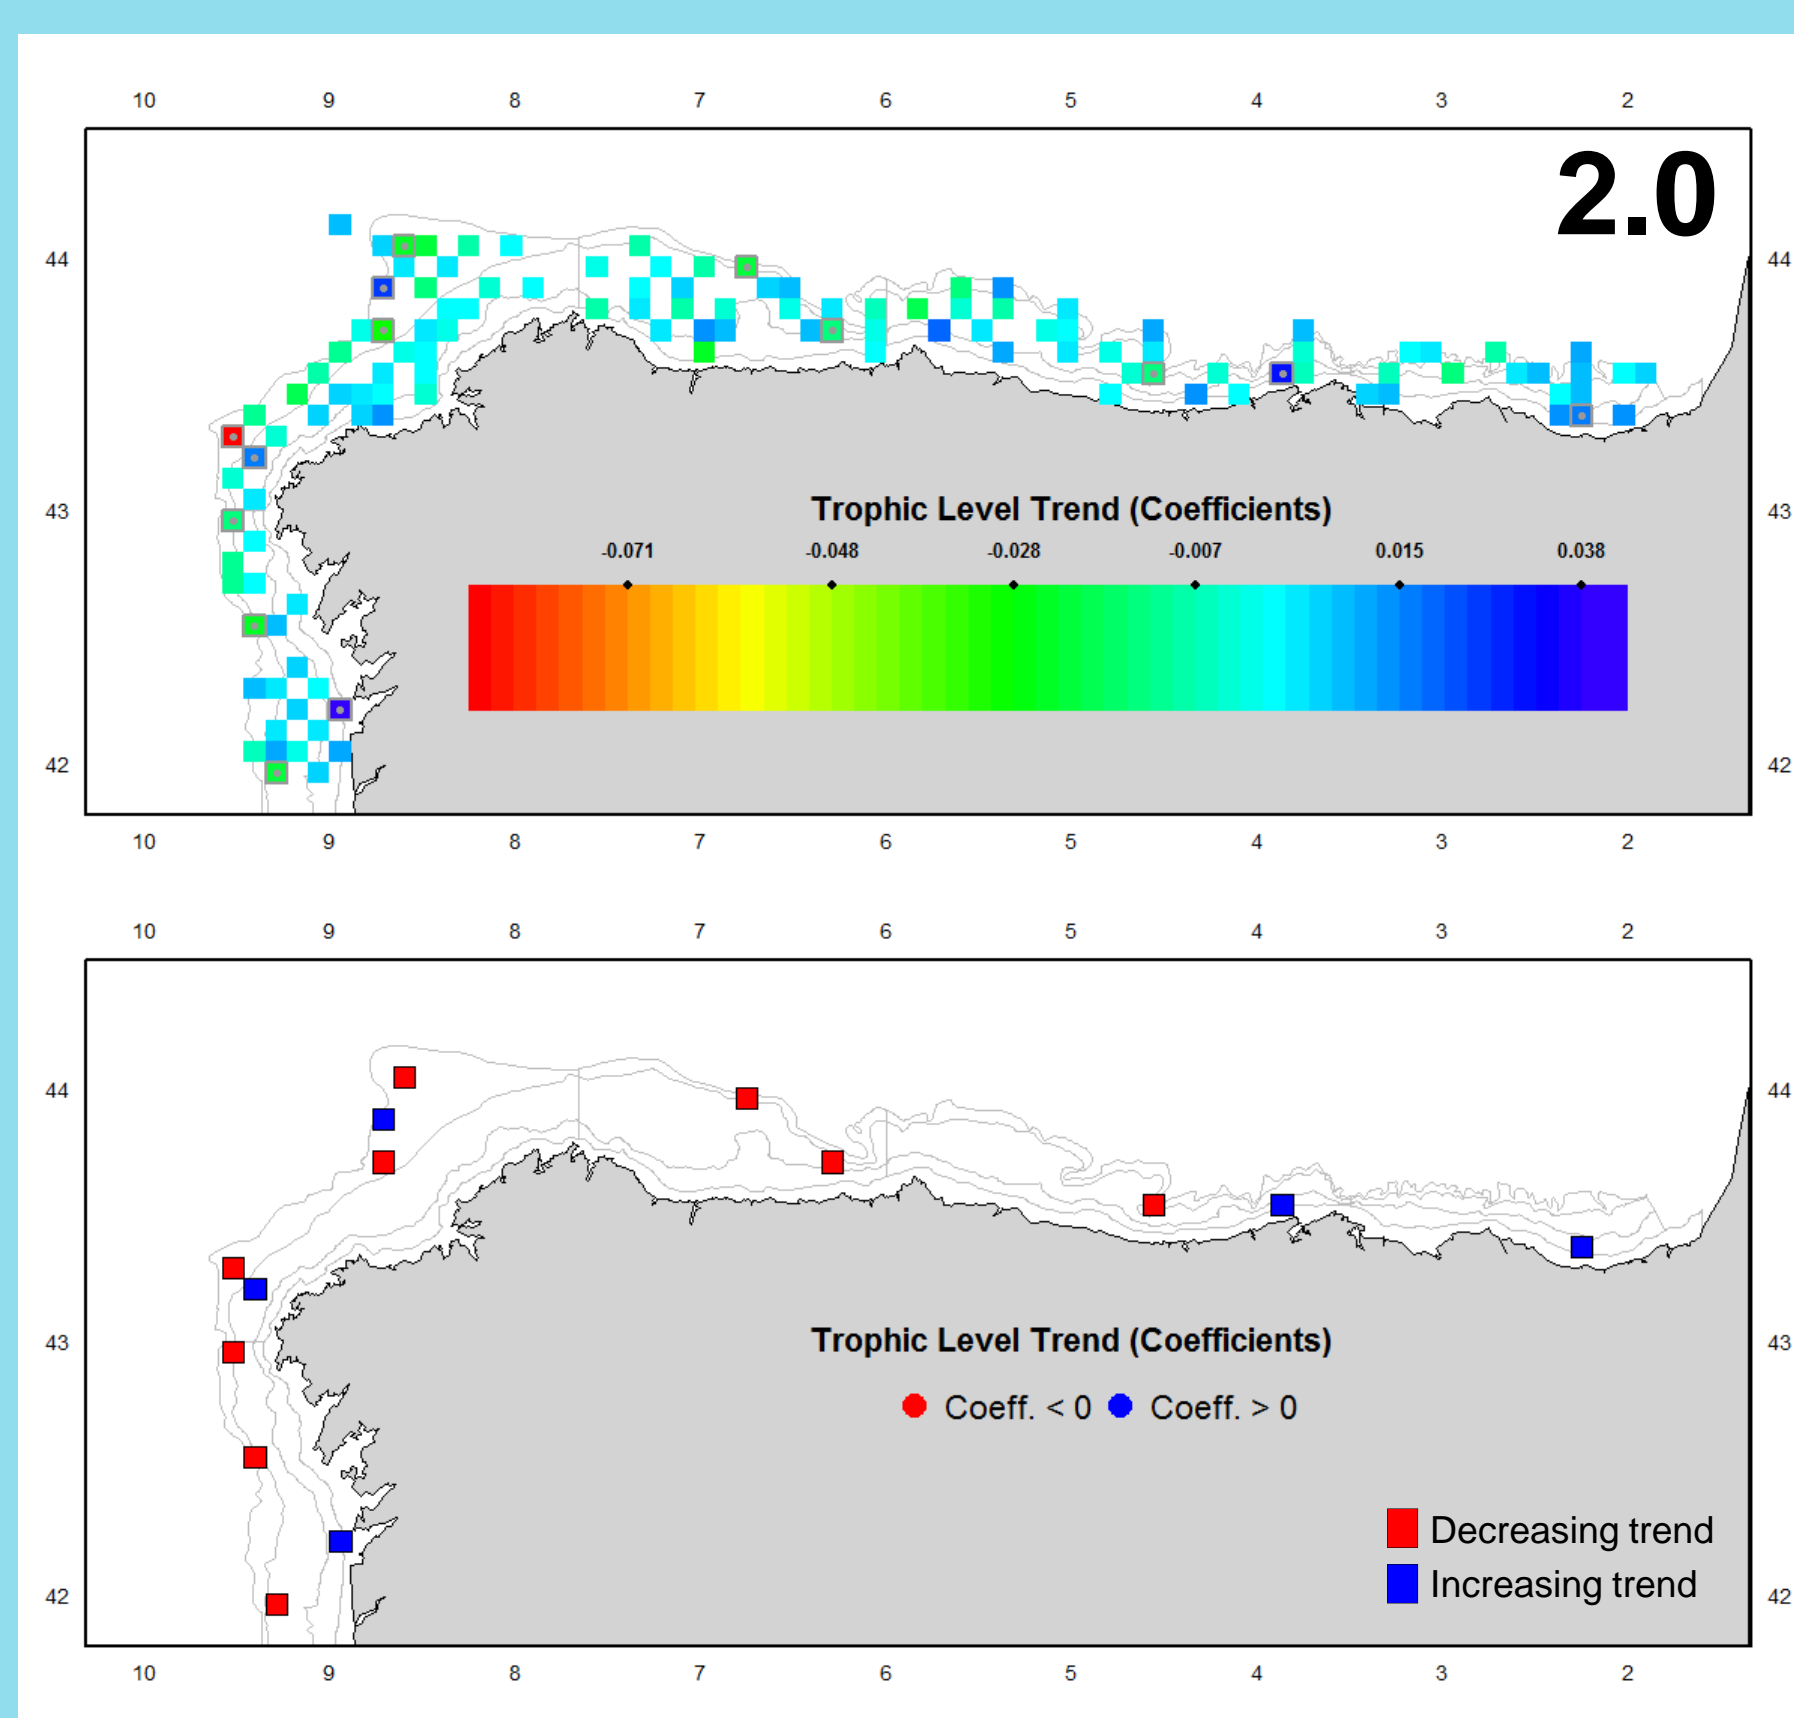 10 9 8 7 6 5 4 3 2
2.0
44 44
43 43
Trophic Level Trend (Coefficients)
-0.071 -0.048 -0.028 -0.007 0.015 0.038
42 42
10 9 8 7 6 5 4 3 2
10 9 8 7 6 5 4 3 2
44 44
43 43
Trophic Level Trend (Coefficients)
Coeff. < 0 Coeff. > 0
Decreasing trend
Increasing trend
42 42
10 9 8 7 6 5 4 3 2